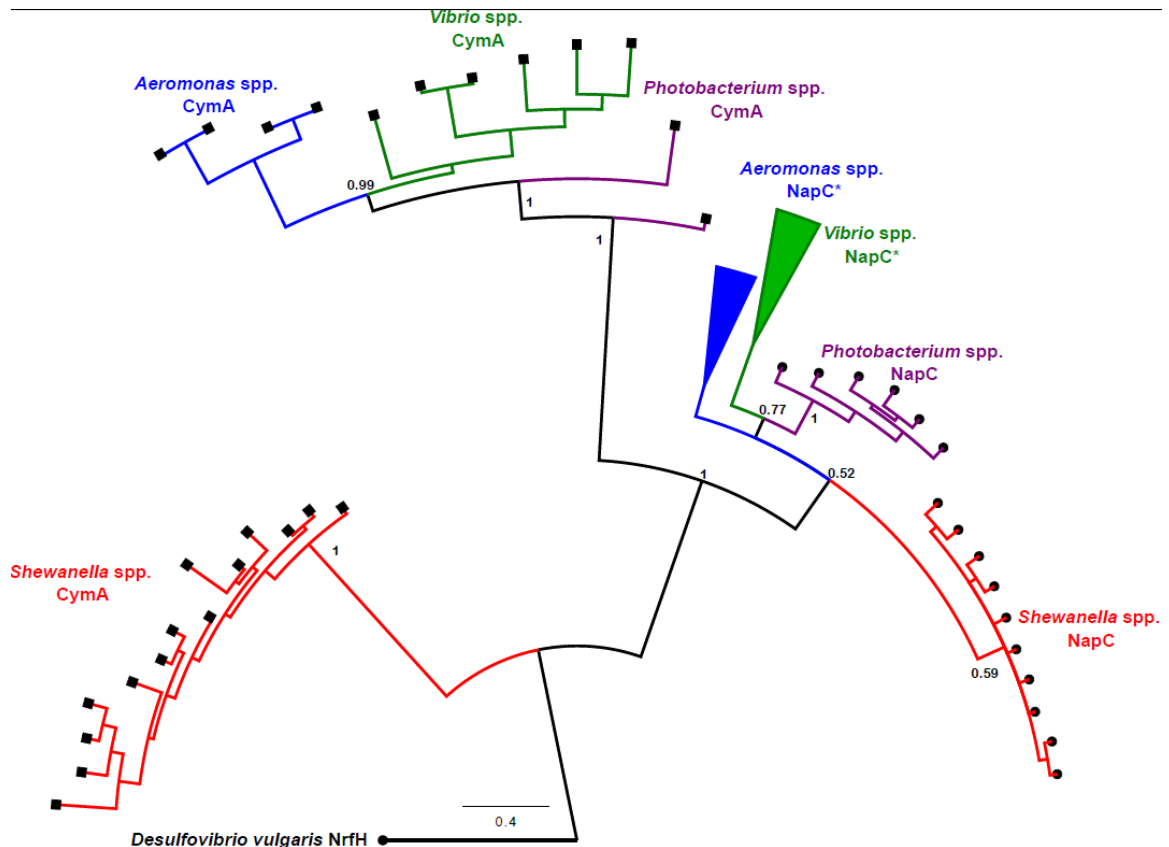 Vibrio spp.
CymA
Aeromonas spp.
CymA
Photobacterium spp.
CymA
0.99
1
1
Aeromonas spp.
NapC*
Vibrio spp.
NapC*
Photobacterium spp.
NapC
0.77
1
1
0.52
Shewanella spp.
CymA
1
Shewanella spp.
NapC
0.59
0.4
Desulfovibrio vulgaris NrfH